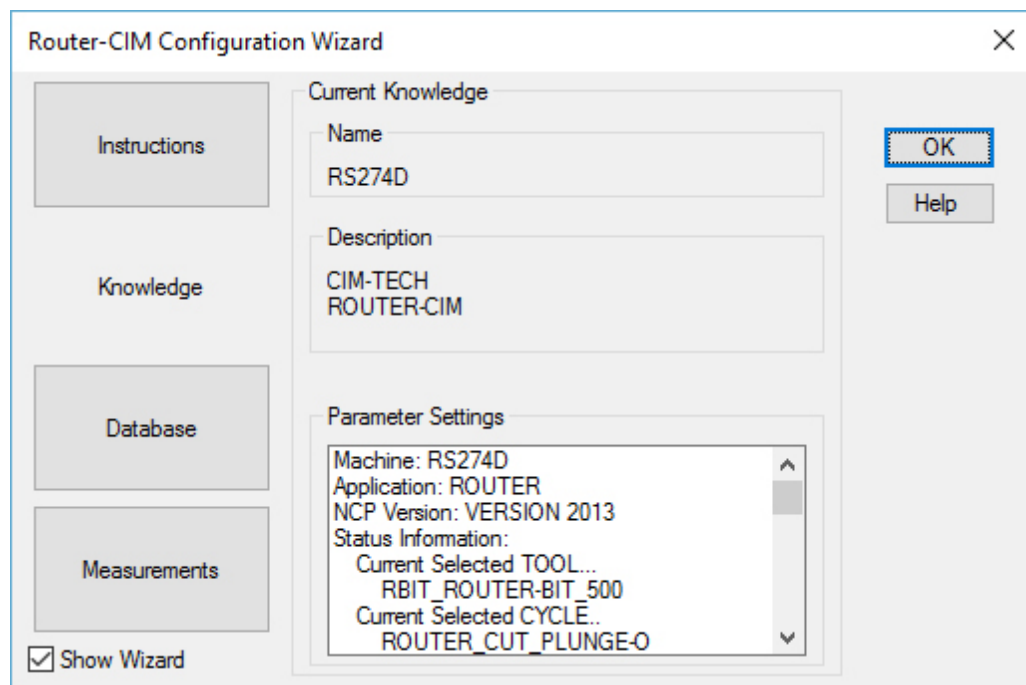 Router-CIM Configuration Wizard
Instructions
Knowledge
Database
Measurements
Show Wizard
Current Knowledge
Name
RS274D
Description
CIM-TECH
ROUTER-CIM
Parameter Settings
Machine: RS274D
Application: ROUTER
NCP Version: VERSION 2013
Status Information:
Current Selected TOOL...
RBIT_ROUTER-BIT_500
Current Selected CYCLE..
ROUTER_CUT_PLUNGE-O
OK
Help